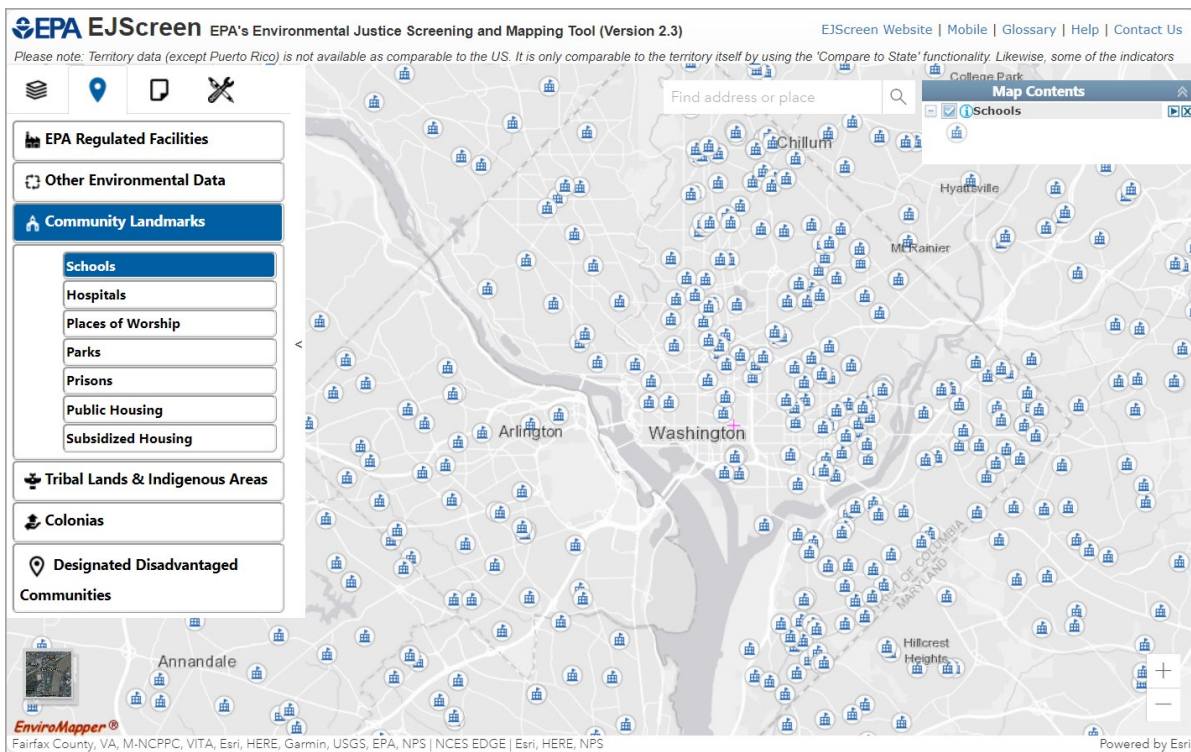 EPA EJScreen EPA's Environmental Justice Screening and Mapping Tool (Version 2.3)
EJScreen Website | Mobile | Glossary | Help | Contact Us
Please note: Territory data (except Puerto Rico) is not available as comparable to the US. It is only comparable to the territory itself by using the 'Compare to State' functionality. Likewise, some of the indicators
Find address or place
College Park
Map Contents
Schools
EPA Regulated Facilities
Other Environmental Data
Community Landmarks
Schools
Hospitals
Places of Worship
Parks
Prisons
Public Housing
Subsidized Housing
Tribal Lands & Indigenous Areas
Colonias
Designated Disadvantaged
Communities
<
Chillum
Hyattsville
Mt Rainier
Arlington
Washington
DISTRICT OF COLUMBIA
MARYLAND
Hillcrest
Heights
Annandale
+
−
EnviroMapper®
Fairfax County, VA, M-NCPPC, VITA, Esri, HERE, Garmin, USGS, EPA, NPS | NCES EDGE | Esri, HERE, NPS
Powered by Esri